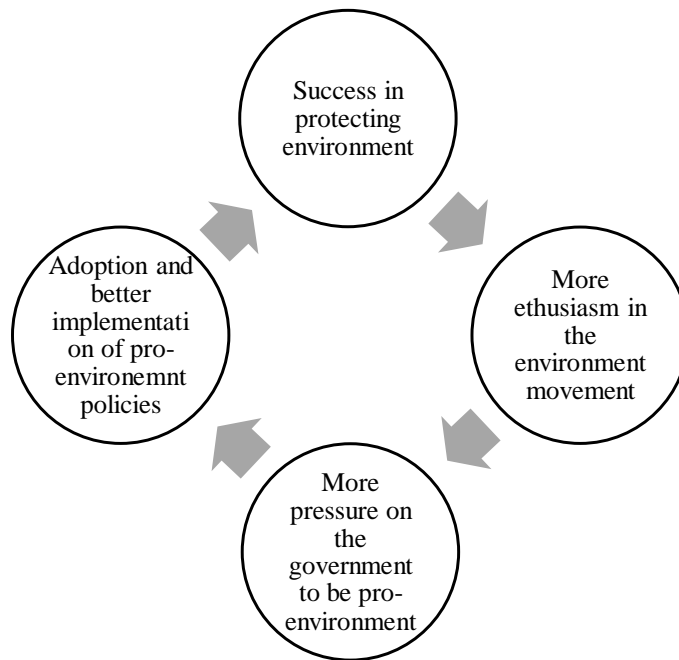 Success in
protecting
environment
More
ethusiasm in
the
environment
movement
More
pressure on
the
government
to be pro-
environment
Adoption and
better
implementati
on of pro-
environemnt
policies